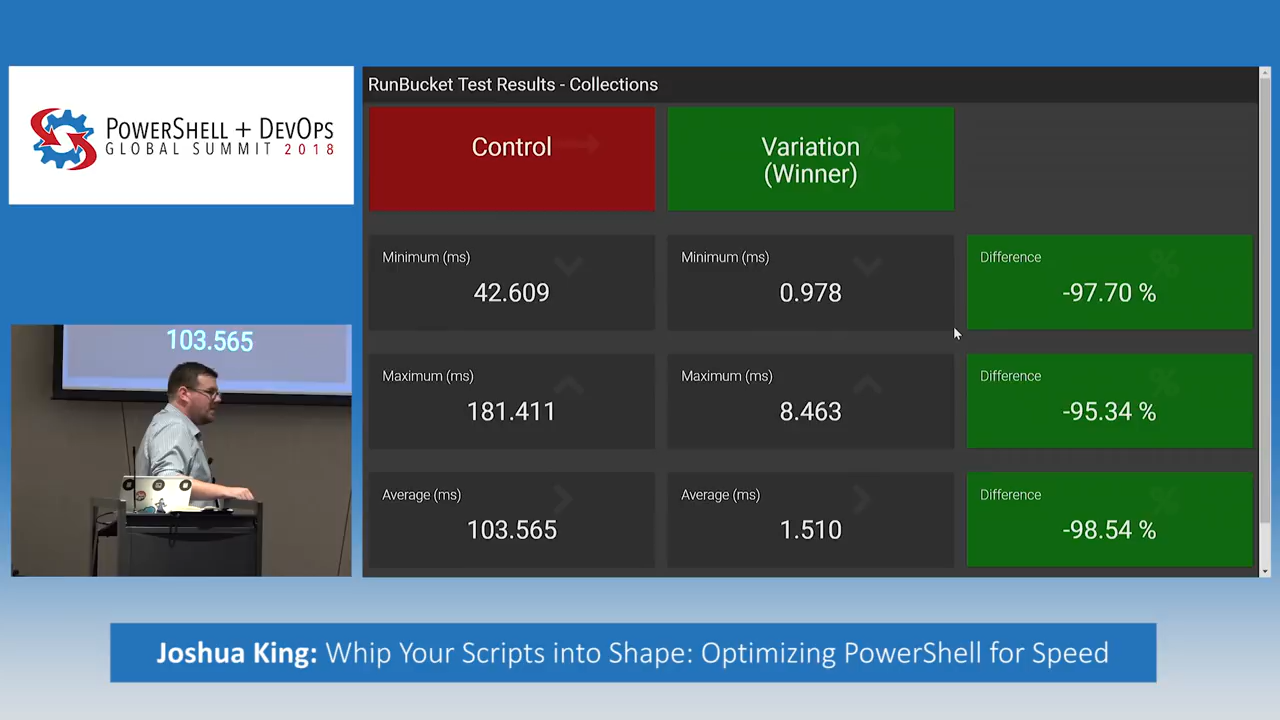 POWERSHELL + DEVOPS
GLOBAL SUMMIT 2018
RunBucket Test Results - Collections
Control
Variation
(Winner)
Minimum (ms)
42.609
Minimum (ms)
0.978
Difference
-97.70 %
Maximum (ms)
181.411
Maximum (ms)
8.463
Difference
-95.34 %
Average (ms)
103.565
Average (ms)
1.510
Difference
-98.54 %
103.565
Joshua King: Whip Your Scripts into Shape: Optimizing PowerShell for Speed